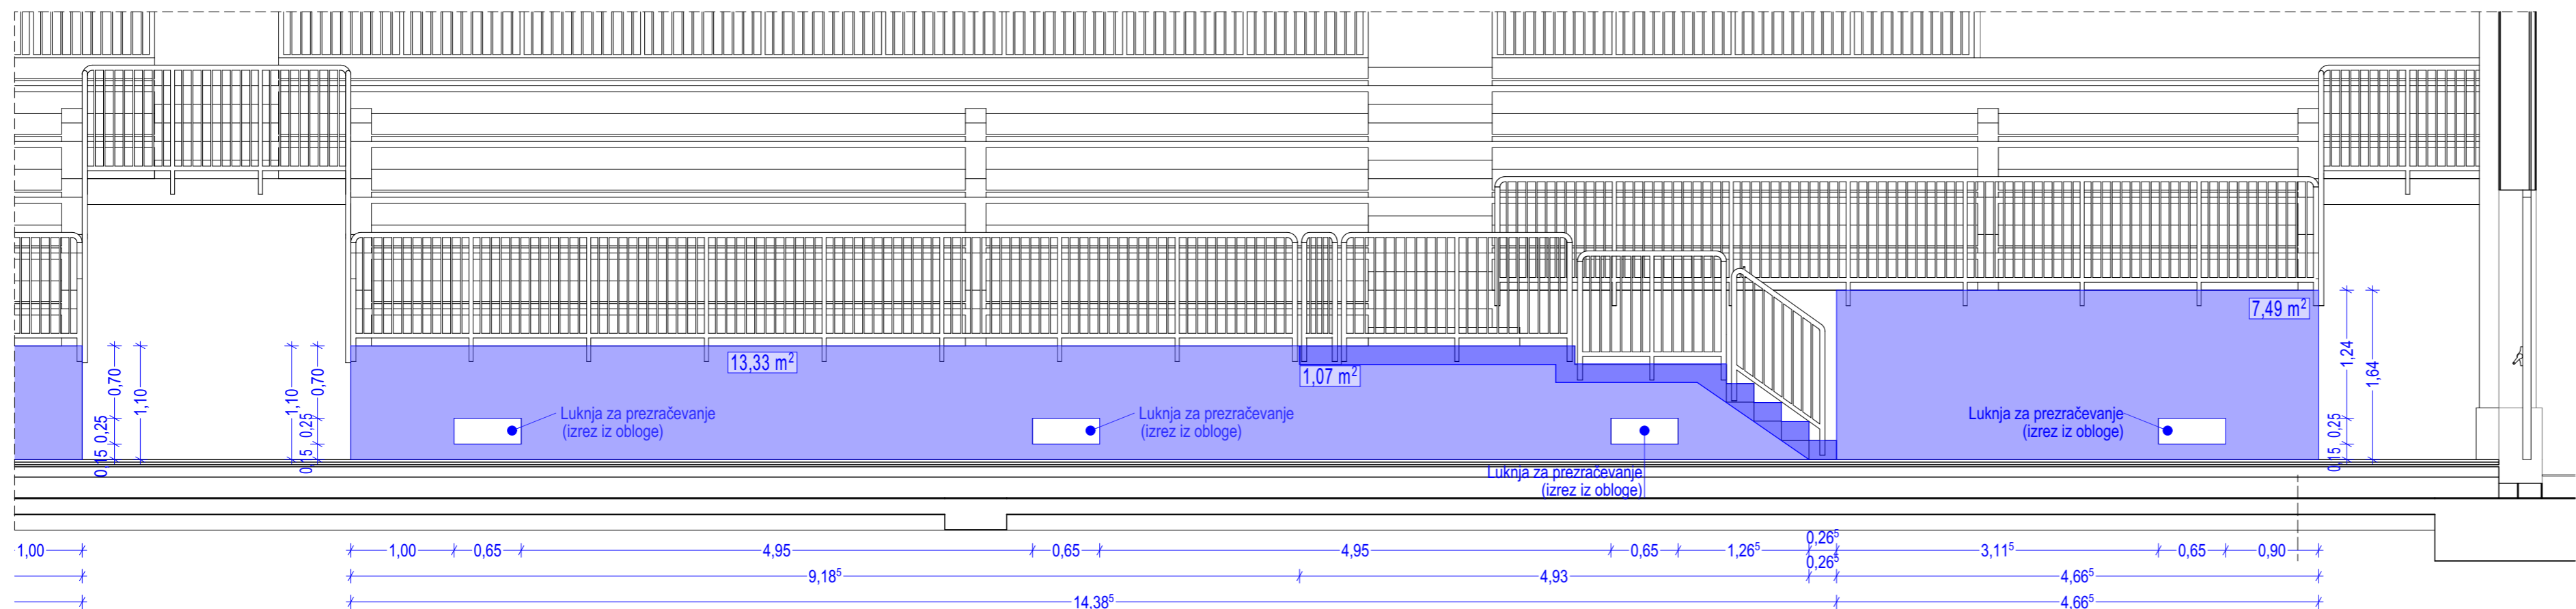 7,49 m²
13,33 m²
1,07 m²
0,70
1,10
0,25
0,15
1,10
0,70
0,25
0,15
1,24
1,64
0,25
0,15
Luknja za prezračevanje
(izrez iz obloge)
Luknja za prezračevanje
(izrez iz obloge)
Luknja za prezračevanje
(izrez iz obloge)
Luknja za prezračevanje
(izrez iz obloge)
1,00 1,00 0,65 4,95 0,65 4,95 0,65 1,26⁵ 0,26⁵ 3,11⁵ 0,65 0,90
9,18⁵ 4,93 0,26⁵ 4,66⁵
14,38⁵ 4,66⁵